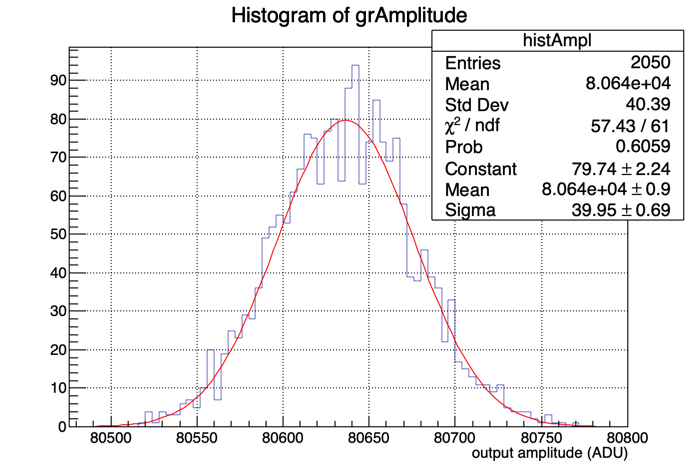 Histogram of grAmplitude
histAmpl
Entries 2050
Mean 8.064e+04
Std Dev 40.39
χ² / ndf 57.43 / 61
Prob 0.6059
Constant 79.74 ± 2.24
Mean 8.064e+04 ± 0.9
Sigma 39.95 ± 0.69
90
80
70
60
50
40
30
20
10
0
80500 80550 80600 80650 80700 80750 80800
output amplitude (ADU)